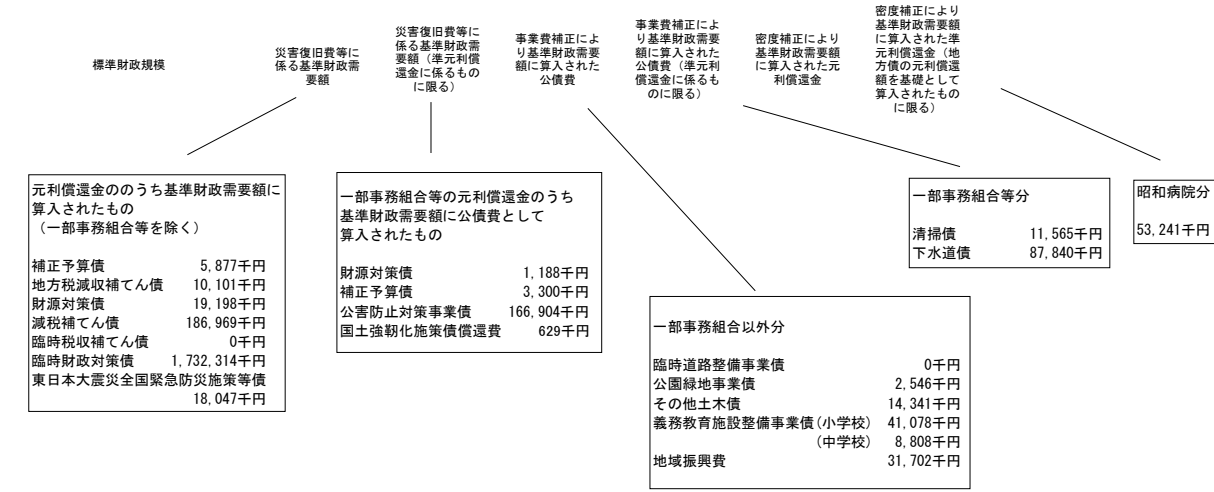 標準財政規模
災害復旧費等に
係る基準財政需
要額
災害復旧費等に
係る基準財政需
要額（準元利償
還金に係るもの
に限る）
事業費補正によ
り基準財政需要
額に算入された
公債費
事業費補正によ
り基準財政需要
額に算入された
公債費（準元利
償還金に係るも
のに限る）
密度補正により
基準財政需要額
に算入された元
利償還金
密度補正により
基準財政需要額
に算入された準
元利償還金（地
方債の元利償還
額を基礎として
算入されたもの
に限る）
元利償還金ののうち基準財政需要額に
算入されたもの
（一部事務組合等を除く）
補正予算債 5,877千円
地方税減収補てん債 10,101千円
財源対策債 19,198千円
減税補てん債 186,969千円
臨時税収補てん債 0千円
臨時財政対策債 1,732,314千円
東日本大震災全国緊急防災施策等債
18,047千円
一部事務組合等の元利償還金のうち
基準財政需要額に公債費として
算入されたもの
財源対策債 1,188千円
補正予算債 3,300千円
公害防止対策事業債 166,904千円
国土強靭化施策債償還費 629千円
一部事務組合以外分
臨時道路整備事業債 0千円
公園緑地事業債 2,546千円
その他土木債 14,341千円
義務教育施設整備事業債(小学校) 41,078千円
(中学校) 8,808千円
地域振興費 31,702千円
一部事務組合等分
清掃債 11,565千円
下水道債 87,840千円
昭和病院分
53,241千円